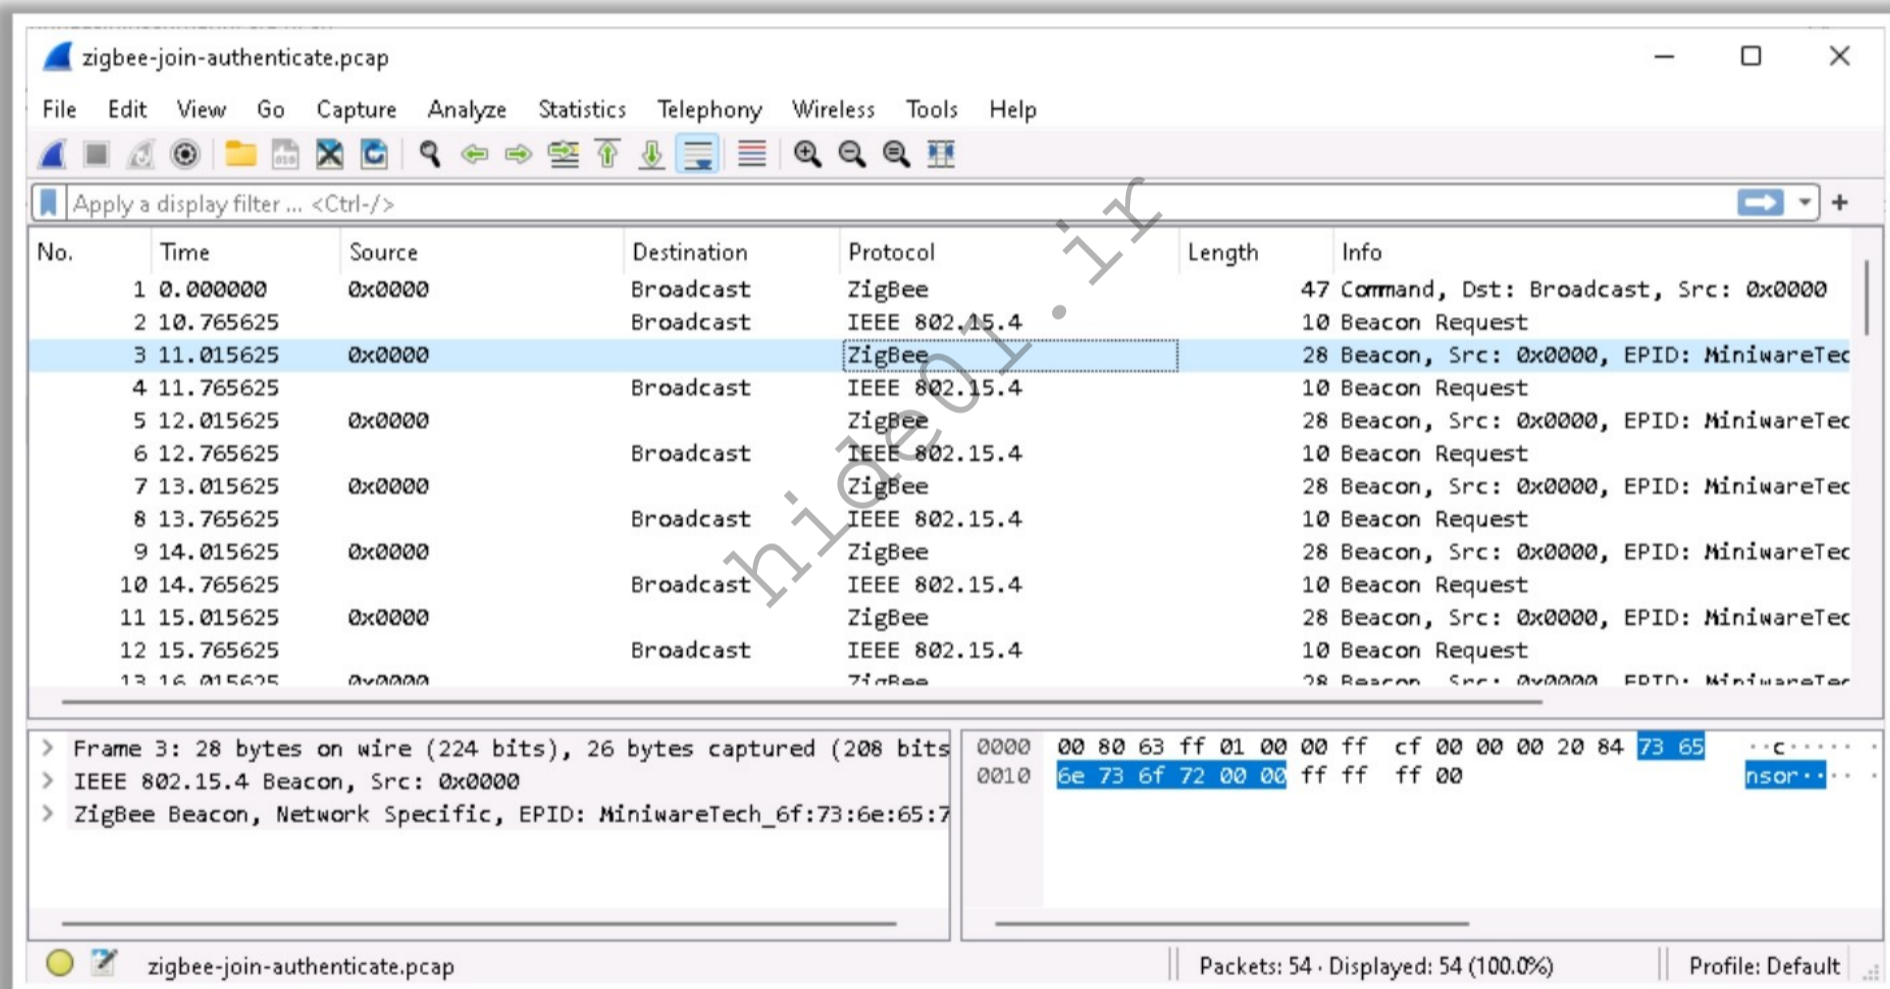 zigbee-join-authenticate.pcap
File Edit View Go Capture Analyze Statistics Telephony Wireless Tools Help
Apply a display filter ... <Ctrl-/>
No. Time Source Destination Protocol Length Info
1 0.000000 0x0000 Broadcast ZigBee 47 Command, Dst: Broadcast, Src: 0x0000
2 10.765625 Broadcast IEEE 802.15.4 10 Beacon Request
3 11.015625 0x0000 ZigBee 28 Beacon, Src: 0x0000, EPID: MiniwareTec
4 11.765625 Broadcast IEEE 802.15.4 10 Beacon Request
5 12.015625 0x0000 ZigBee 28 Beacon, Src: 0x0000, EPID: MiniwareTec
6 12.765625 Broadcast IEEE 802.15.4 10 Beacon Request
7 13.015625 0x0000 ZigBee 28 Beacon, Src: 0x0000, EPID: MiniwareTec
8 13.765625 Broadcast IEEE 802.15.4 10 Beacon Request
9 14.015625 0x0000 ZigBee 28 Beacon, Src: 0x0000, EPID: MiniwareTec
10 14.765625 Broadcast IEEE 802.15.4 10 Beacon Request
11 15.015625 0x0000 ZigBee 28 Beacon, Src: 0x0000, EPID: MiniwareTec
12 15.765625 Broadcast IEEE 802.15.4 10 Beacon Request
13 16.015625 0x0000 ZigBee 28 Beacon, Src: 0x0000, EPID: MiniwareTec
hide01.ir
> Frame 3: 28 bytes on wire (224 bits), 26 bytes captured (208 bits
> IEEE 802.15.4 Beacon, Src: 0x0000
> ZigBee Beacon, Network Specific, EPID: MiniwareTech_6f:73:6e:65:7
0000 00 80 63 ff 01 00 00 ff cf 00 00 00 20 84 73 65 ··c·····  ·
0010 6e 73 6f 72 00 00 ff ff ff 00 nsor····  ·
zigbee-join-authenticate.pcap Packets: 54 · Displayed: 54 (100.0%) Profile: Default